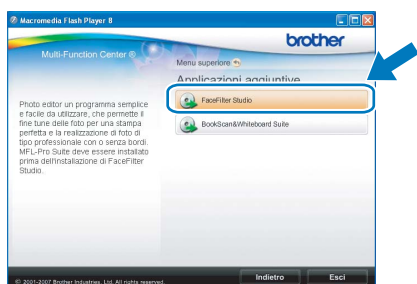 Macromedia Flash Player 8
brother
Multi-Function Center ®
Menu superiore
Applicazioni aggiuntive
FaceFilter Studio
BookScan&Whiteboard Suite
Photo editor un programma semplice
e facile da utilizzare, che permette il
fine tune delle foto per una stampa
perfetta e la realizzazione di foto di
tipo professionale con o senza bordi.
MFL-Pro Suite deve essere installato
prima dell'installazione di FaceFilter
Studio.
© 2001-2007 Brother Industries, Ltd. All rights reserved.
Indietro
Esci